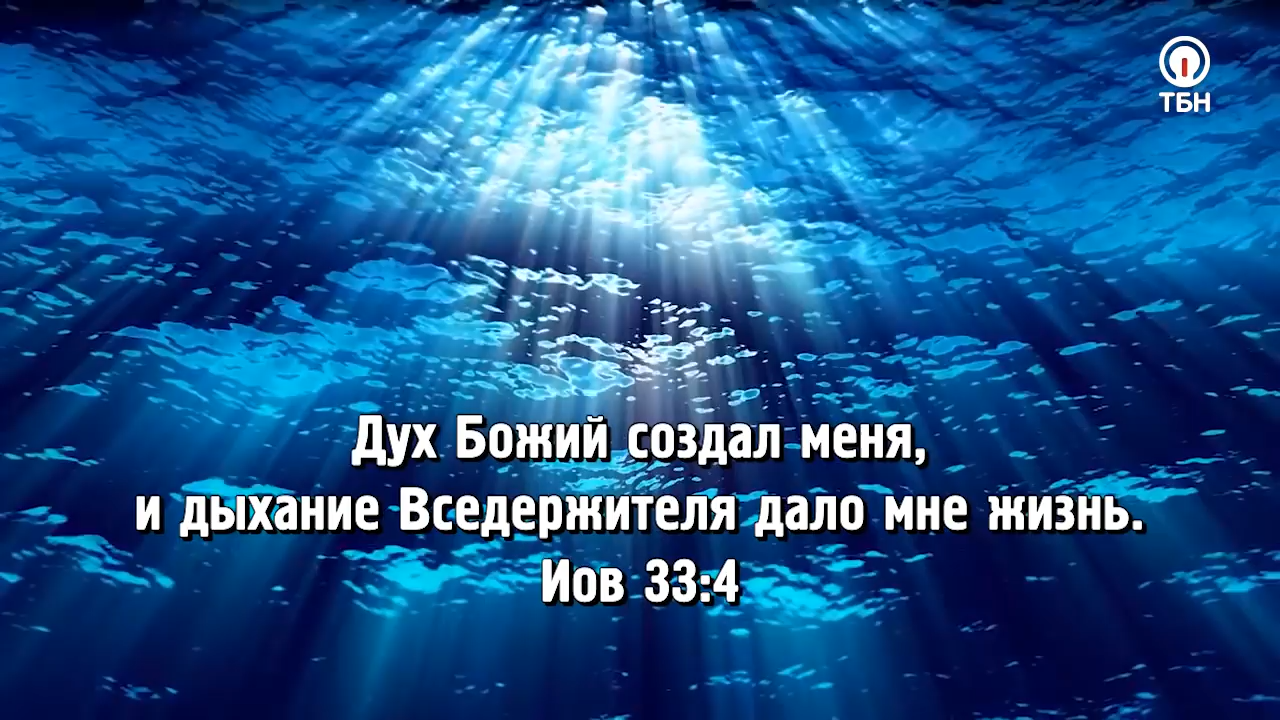 ТБН
Дух Божий создал меня,
и дыхание Вседержителя дало мне жизнь.
Иов 33:4